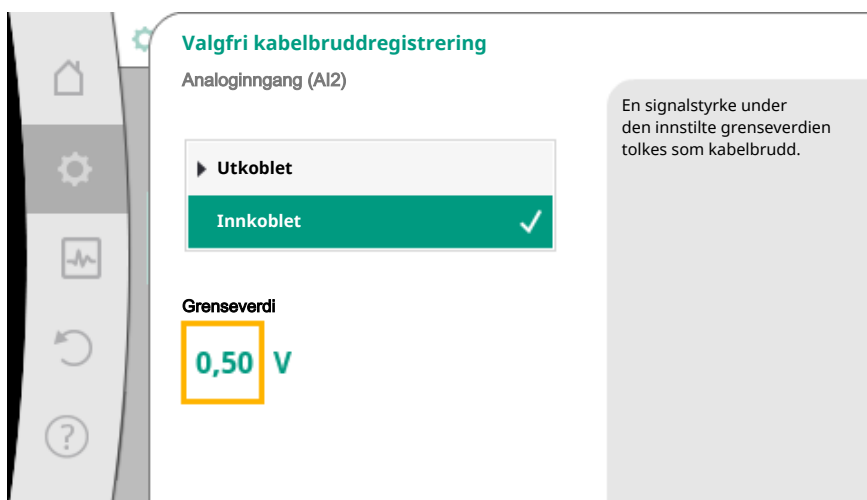 Valgfri kabelbruddregistrering
Analoginngang (AI2)
Utkoblet
Innkoblet
Grenseverdi
0,50 V
En signalstyrke under
den innstilte grenseverdien
tolkes som kabelbrudd.
?